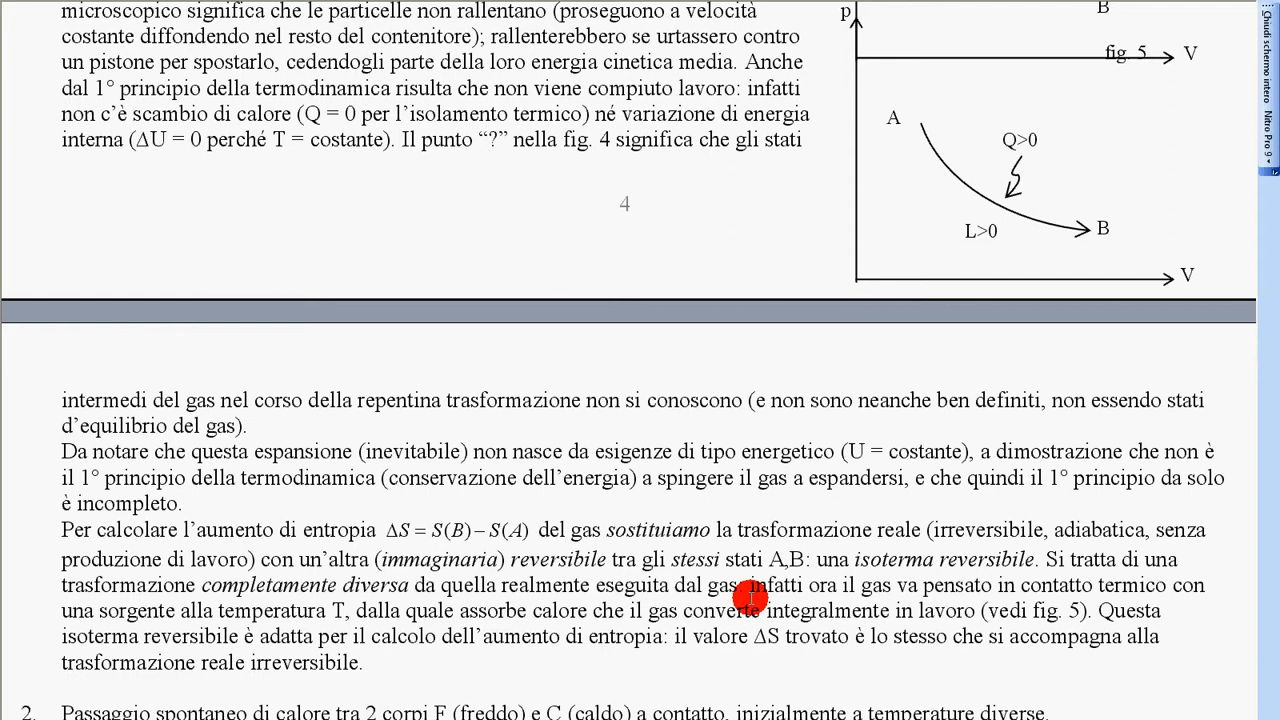 microscopico significa che le particelle non rallentano (proseguono a velocità
costante diffondendo nel resto del contenitore); rallenterebbero se urtassero contro
un pistone per spostarlo, cedendogli parte della loro energia cinetica media. Anche
dal 1° principio della termodinamica risulta che non viene compiuto lavoro: infatti
non c’è scambio di calore (Q = 0 per l’isolamento termico) né variazione di energia
interna (ΔU = 0 perché T = costante). Il punto “?” nella fig. 4 significa che gli stati
4
p
B
fig. 5
V
A
Q>0
L>0
B
V
intermedi del gas nel corso della repentina trasformazione non si conoscono (e non sono neanche ben definiti, non essendo stati
d’equilibrio del gas).
Da notare che questa espansione (inevitabile) non nasce da esigenze di tipo energetico (U = costante), a dimostrazione che non è
il 1° principio della termodinamica (conservazione dell’energia) a spingere il gas a espandersi, e che quindi il 1° principio da solo
è incompleto.
Per calcolare l’aumento di entropia ΔS = S(B) – S(A) del gas sostituiamo la trasformazione reale (irreversibile, adiabatica, senza
produzione di lavoro) con un’altra (immaginaria) reversibile tra gli stessi stati A,B: una isoterma reversibile. Si tratta di una
trasformazione completamente diversa da quella realmente eseguita dal gas, infatti ora il gas va pensato in contatto termico con
una sorgente alla temperatura T, dalla quale assorbe calore che il gas converte integralmente in lavoro (vedi fig. 5). Questa
isoterma reversibile è adatta per il calcolo dell’aumento di entropia: il valore ΔS trovato è lo stesso che si accompagna alla
trasformazione reale irreversibile.
2. Passaggio spontaneo di calore tra 2 corpi F (freddo) e C (caldo) a contatto, inizialmente a temperature diverse.
Chiudi schermo intero
Nitro Pro 9